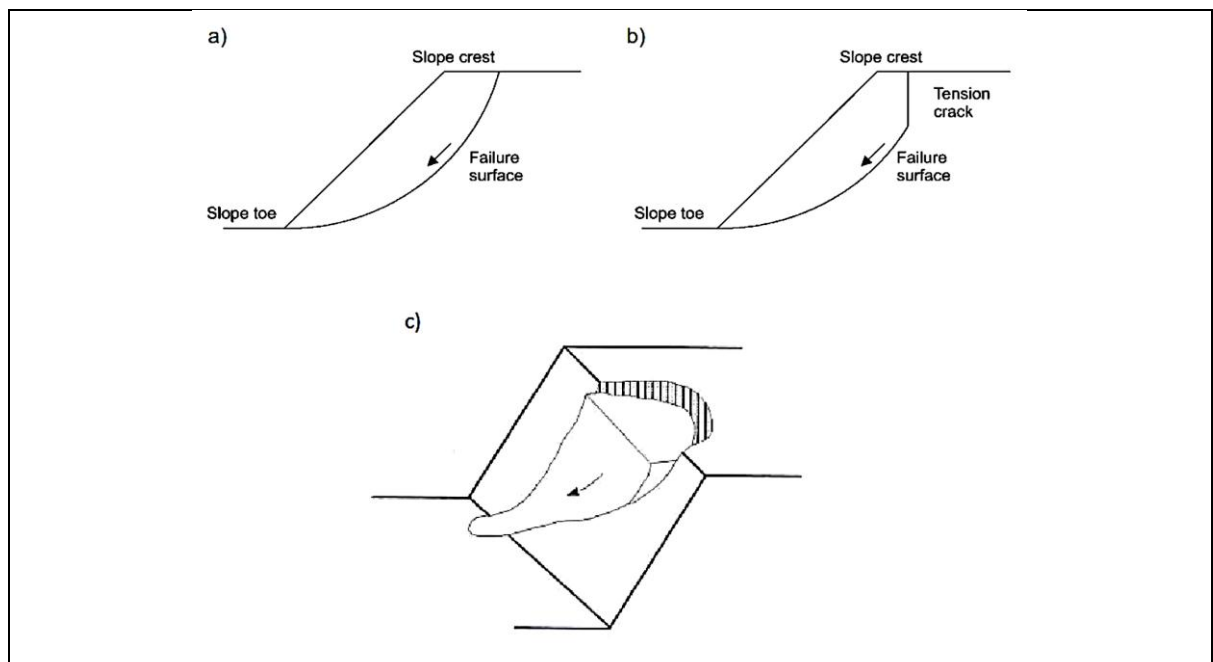 a)
Slope crest
Failure
surface
Slope toe
b)
Slope crest
Tension
crack
Failure
surface
Slope toe
c)